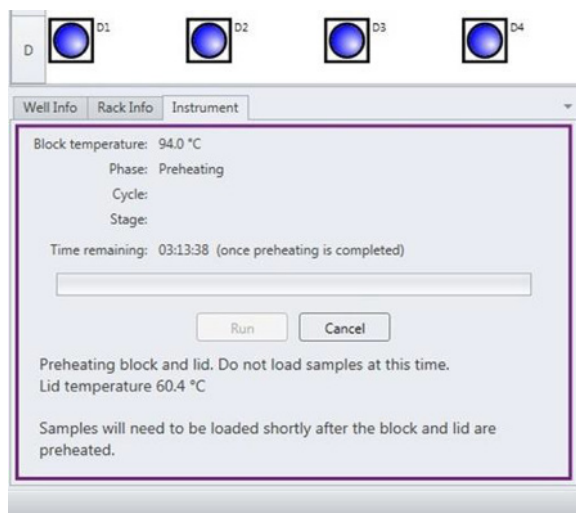 D1 D2 D3 D4
D
Well Info Rack Info Instrument
Block temperature: 94.0 °C
Phase: Preheating
Cycle:
Stage:
Time remaining: 03:13:38 (once preheating is completed)
Run Cancel
Preheating block and lid. Do not load samples at this time.
Lid temperature 60.4 °C
Samples will need to be loaded shortly after the block and lid are
preheated.